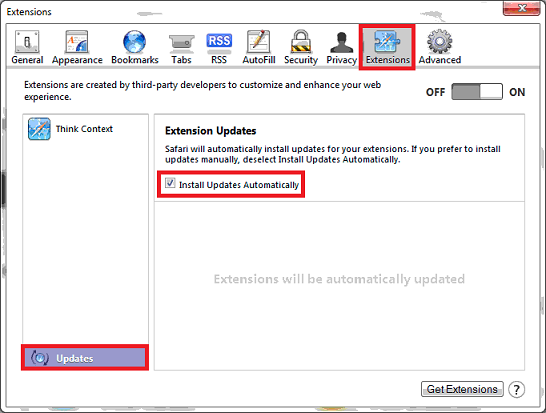 Extensions
General Appearance Bookmarks Tabs RSS AutoFill Security Privacy Extensions Advanced
Extensions are created by third-party developers to customize and enhance your web
experience.
OFF ON
Think Context
Extension Updates
Safari will automatically install updates for your extensions. If you prefer to install
updates manually, deselect Install Updates Automatically.
Install Updates Automatically
Extensions will be automatically updated
Updates
Get Extensions ?